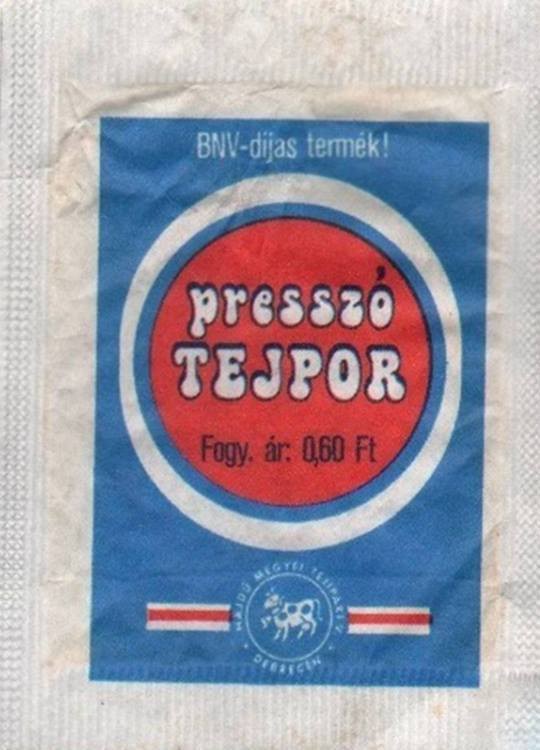 BNV-díjas termék!
presszó
TEJPOR
Fogy. ár: 0,60 Ft
HAJDÚ MEGYEI TEJIPARI V.
DEBRECEN